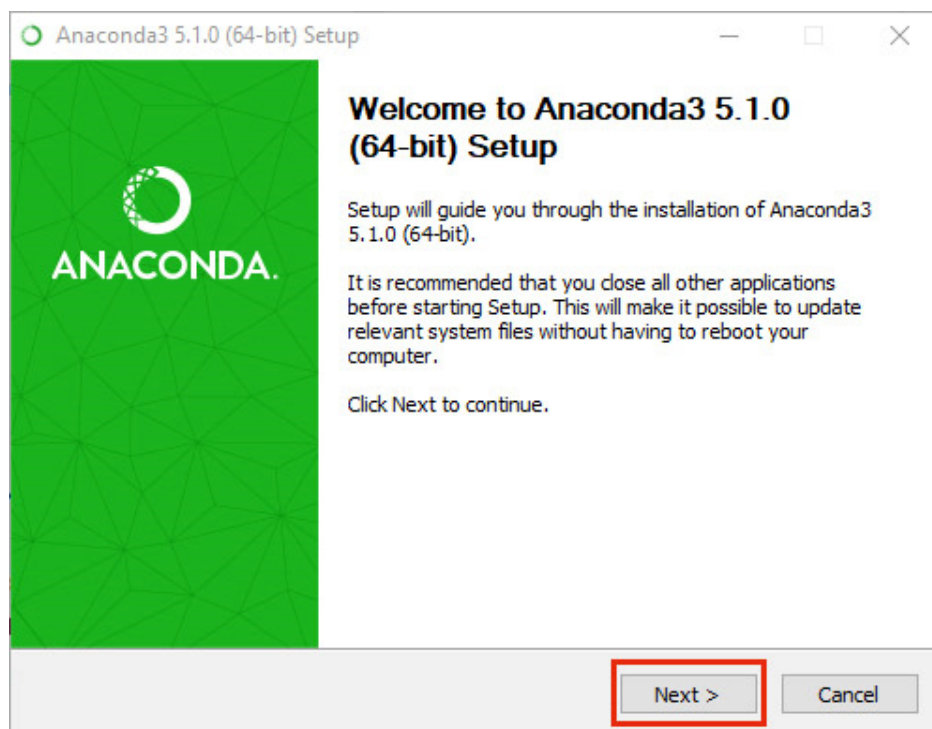 Anaconda3 5.1.0 (64-bit) Setup
Welcome to Anaconda3 5.1.0
(64-bit) Setup
Setup will guide you through the installation of Anaconda3
5.1.0 (64-bit).
It is recommended that you close all other applications
before starting Setup. This will make it possible to update
relevant system files without having to reboot your
computer.
Click Next to continue.
ANACONDA.
Next >
Cancel